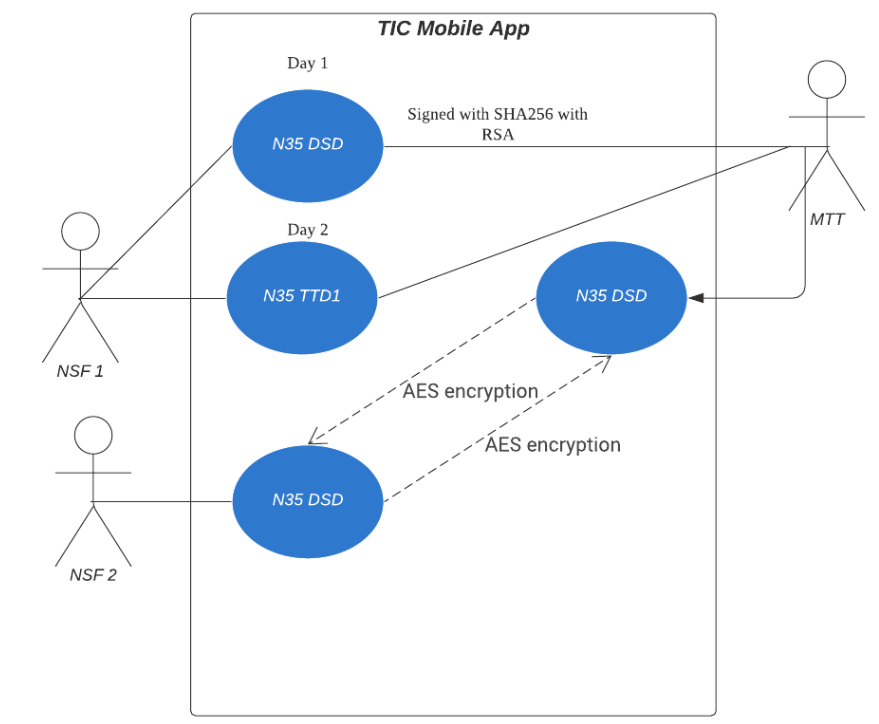 TIC Mobile App
Day 1
N35 DSD
Signed with SHA256 with
RSA
MTT
Day 2
N35 TTD1
N35 DSD
NSF 1
AES encryption
AES encryption
N35 DSD
NSF 2